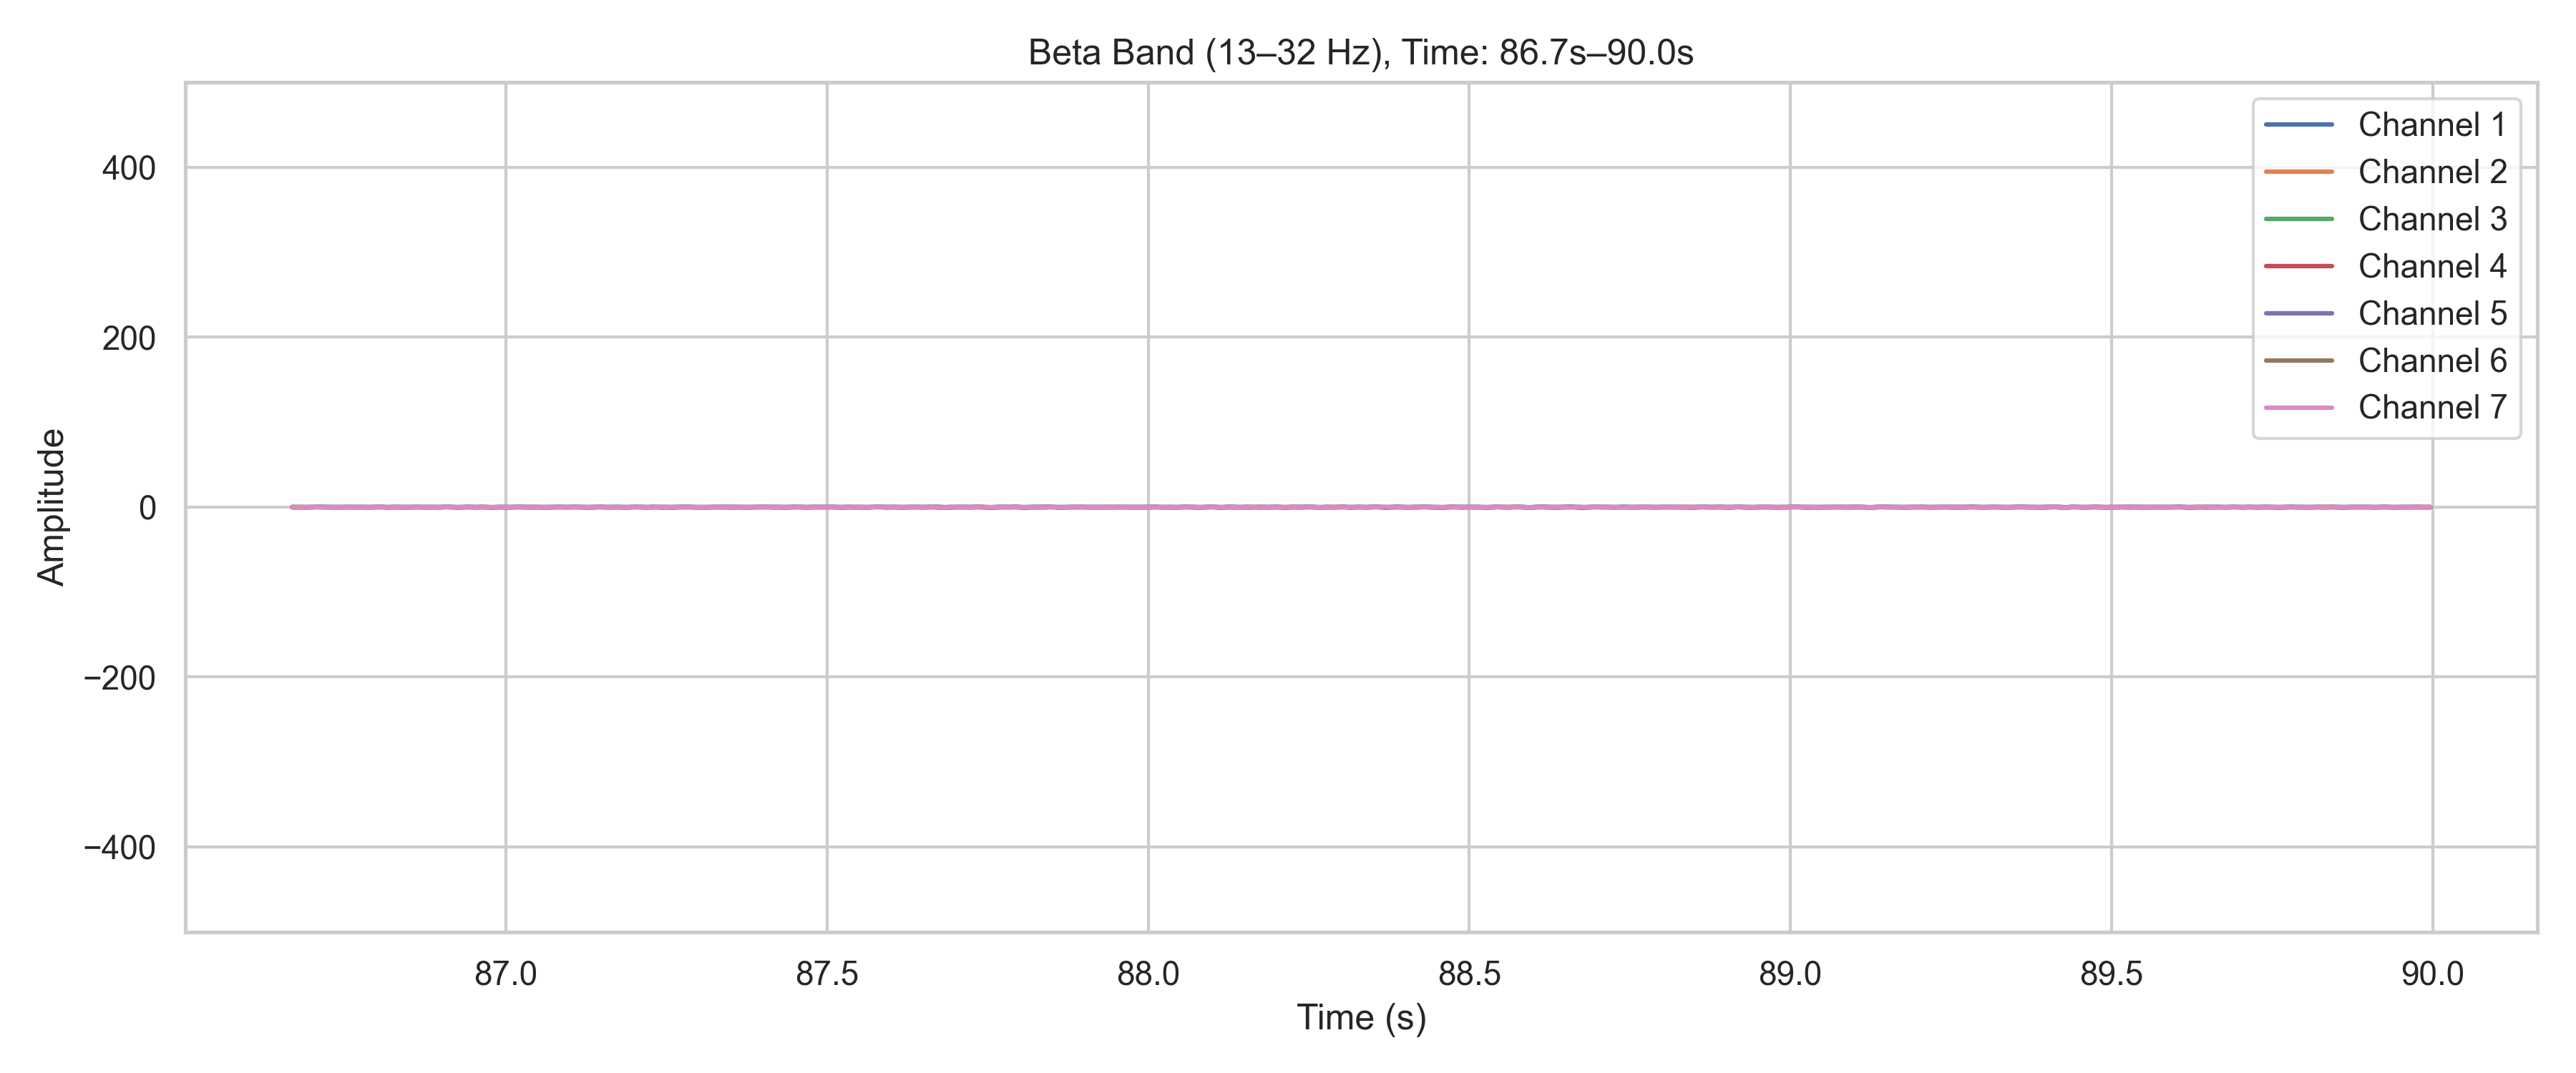 Beta Band (13–32 Hz), Time: 86.7s–90.0s
Channel 1
Channel 2
Channel 3
Channel 4
Channel 5
Channel 6
Channel 7
Amplitude
400
200
0
−200
−400
87.0 87.5 88.0 88.5 89.0 89.5 90.0
Time (s)